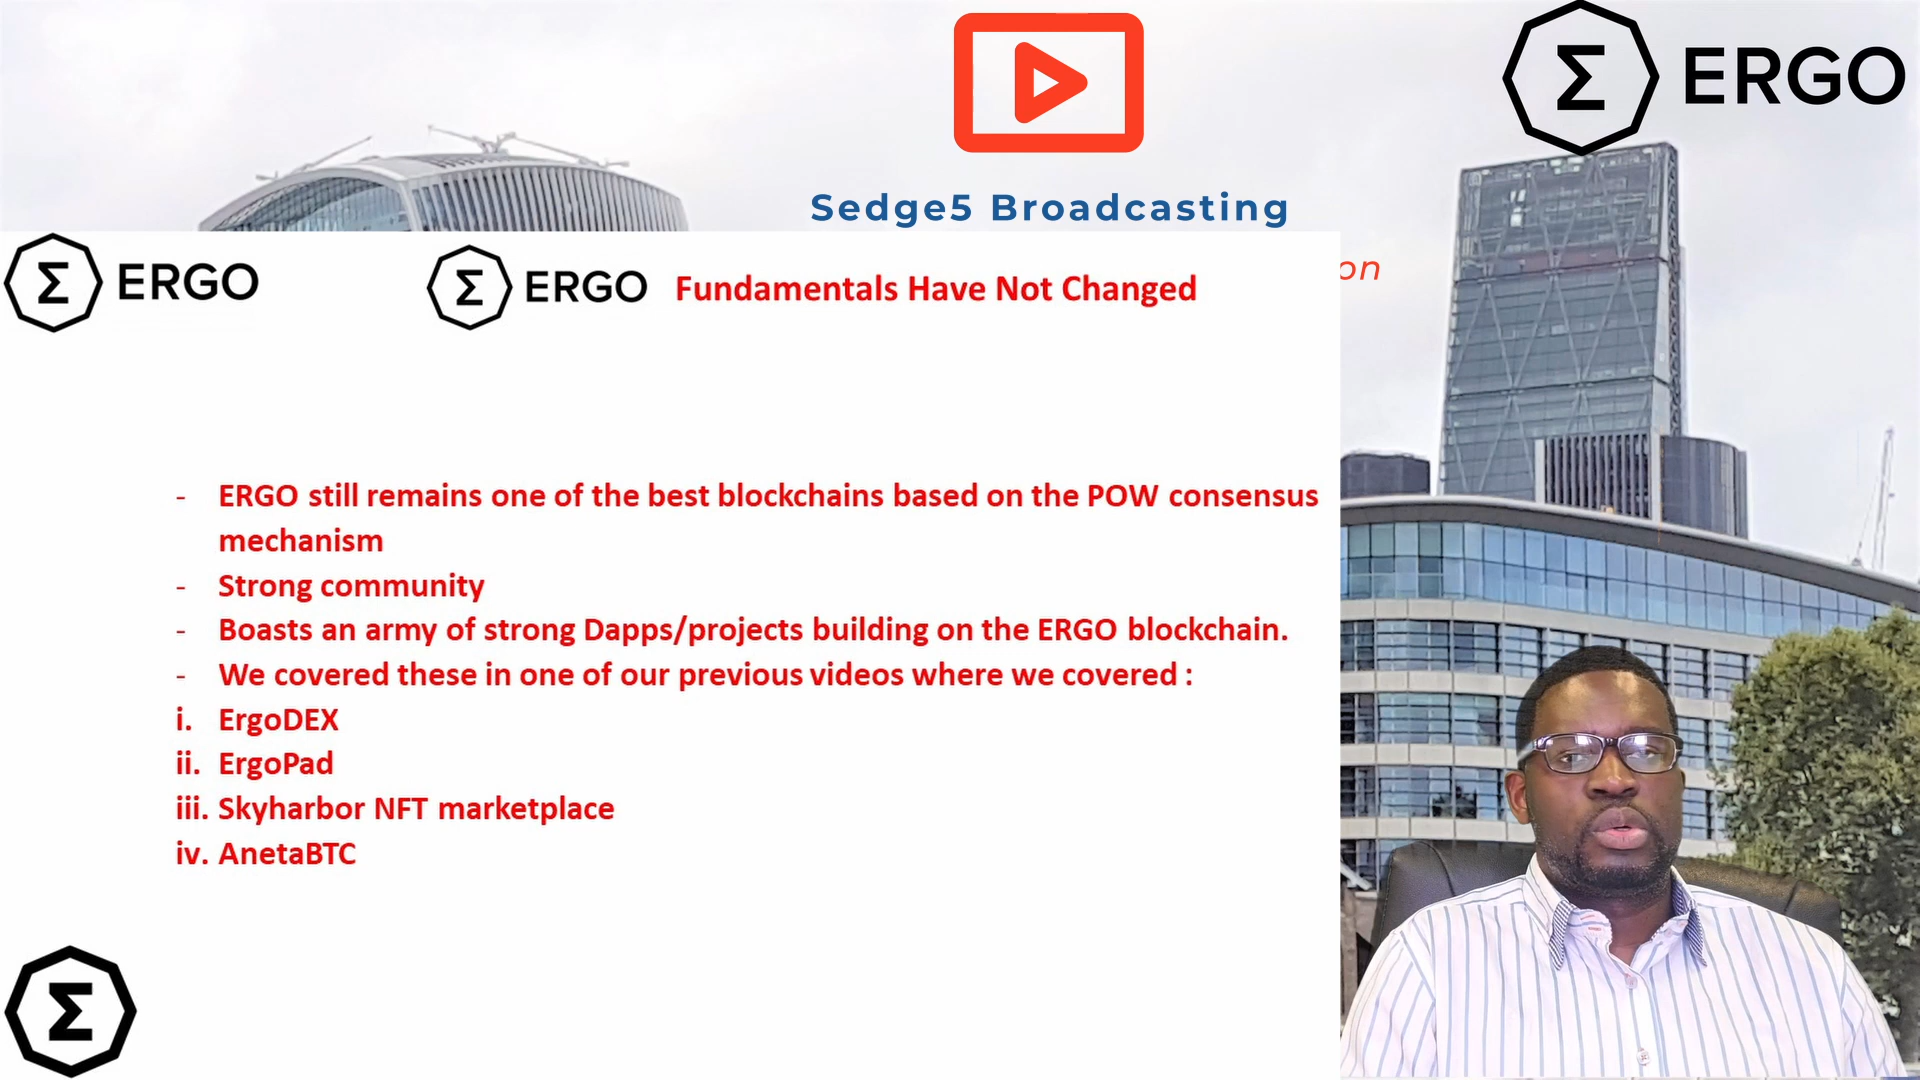 Σ ERGO
Sedge5 Broadcasting
on
Σ ERGO
Σ ERGO Fundamentals Have Not Changed
- ERGO still remains one of the best blockchains based on the POW consensus
mechanism
- Strong community
- Boasts an army of strong Dapps/projects building on the ERGO blockchain.
- We covered these in one of our previous videos where we covered :
i. ErgoDEX
ii. ErgoPad
iii. Skyharbor NFT marketplace
iv. AnetaBTC
Σ